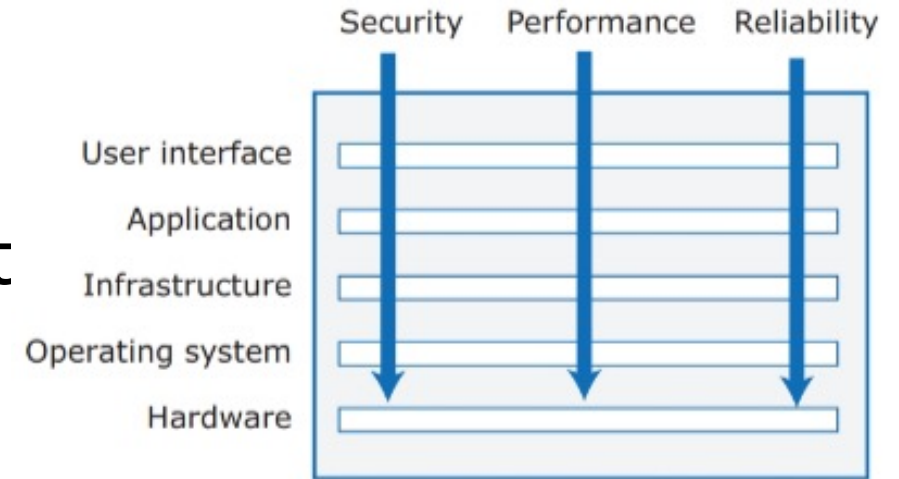 Security Performance Reliability
User interface
Application
Infrastructure
Operating system
Hardware